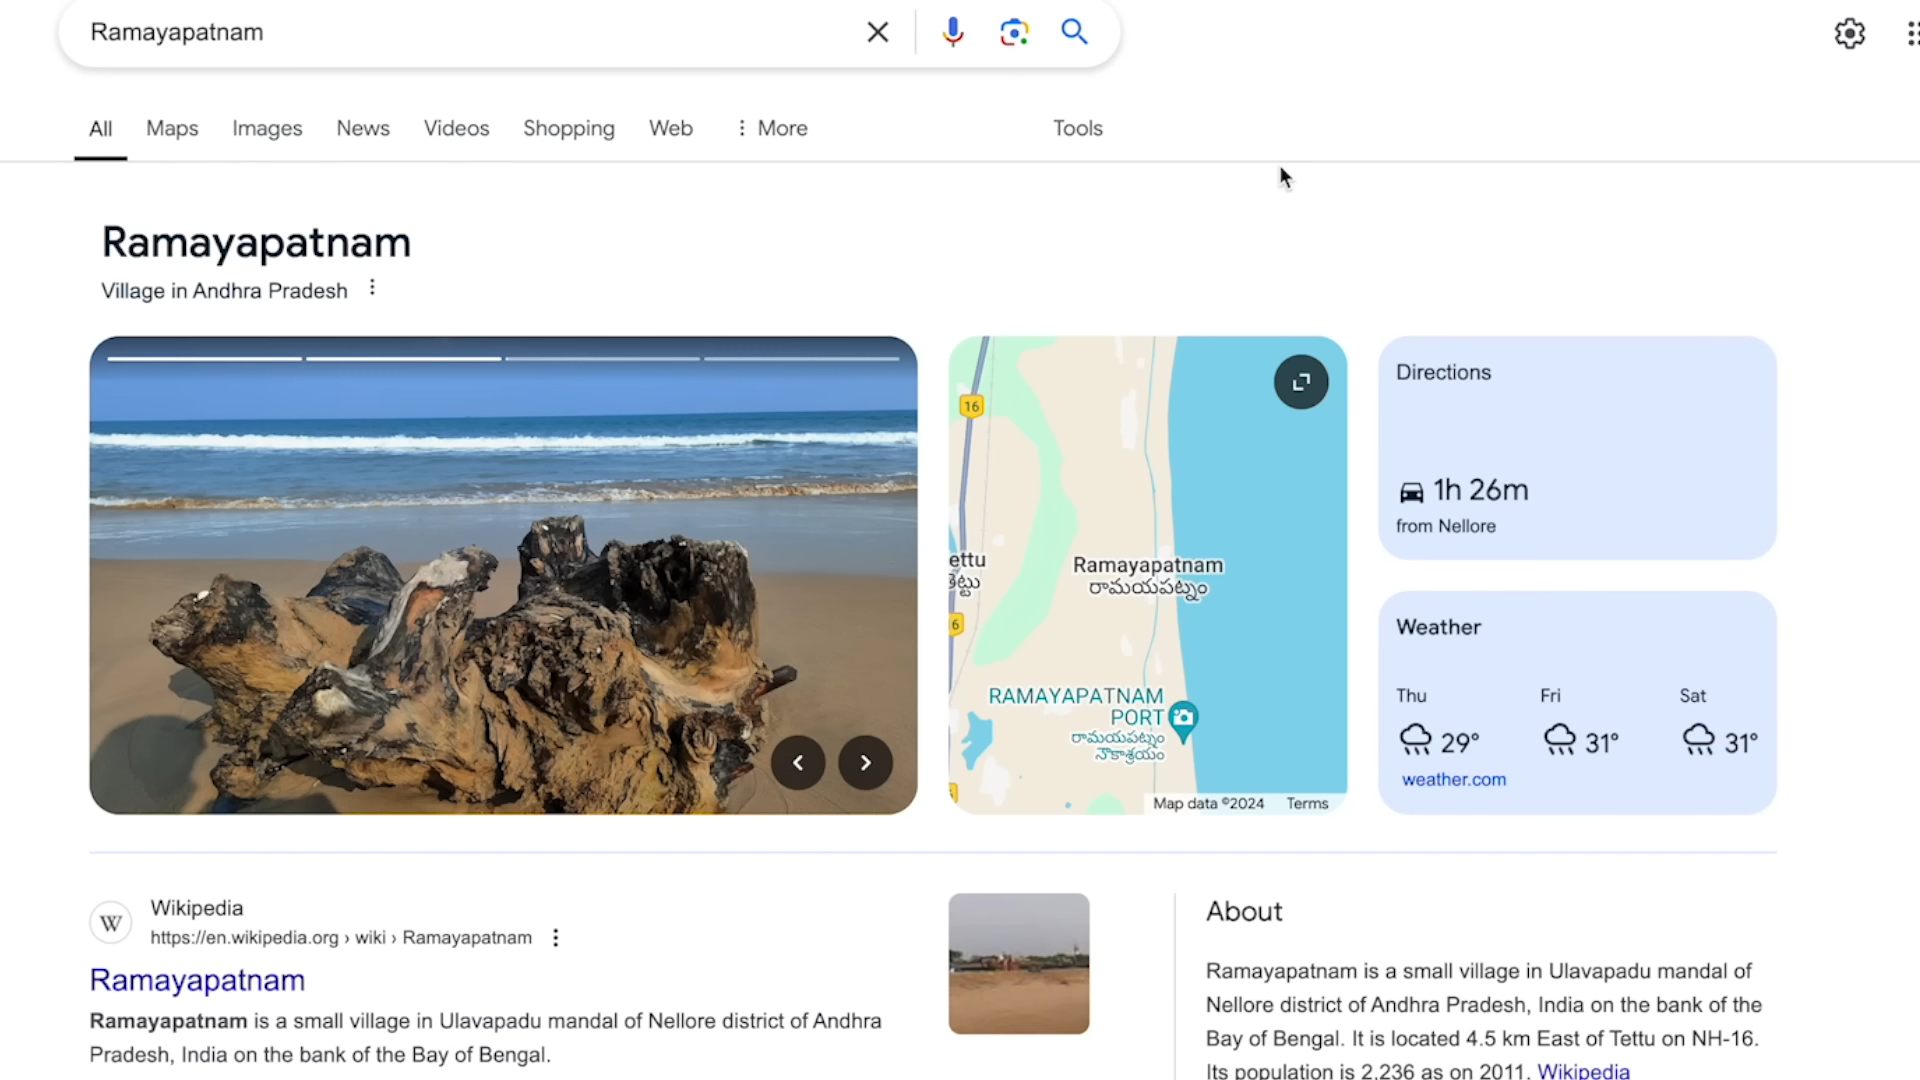 Ramayapatnam
All
Maps
Images
News
Videos
Shopping
Web
More
Tools
Ramayapatnam
Village in Andhra Pradesh
16
ettu
Ramayapatnam
రామయపట్నం
6
RAMAYAPATNAM
PORT
రామయపట్నం
నౌకాశ్రయం
Map data ©2024
Terms
Directions
1h 26m
from Nellore
Weather
Thu
Fri
Sat
29°
31°
31°
weather.com
W
Wikipedia
https://en.wikipedia.org › wiki › Ramayapatnam
Ramayapatnam
Ramayapatnam is a small village in Ulavapadu mandal of Nellore district of Andhra
Pradesh, India on the bank of the Bay of Bengal.
About
Ramayapatnam is a small village in Ulavapadu mandal of
Nellore district of Andhra Pradesh, India on the bank of the
Bay of Bengal. It is located 4.5 km East of Tettu on NH-16.
Its population is 2,236 as on 2011. Wikipedia